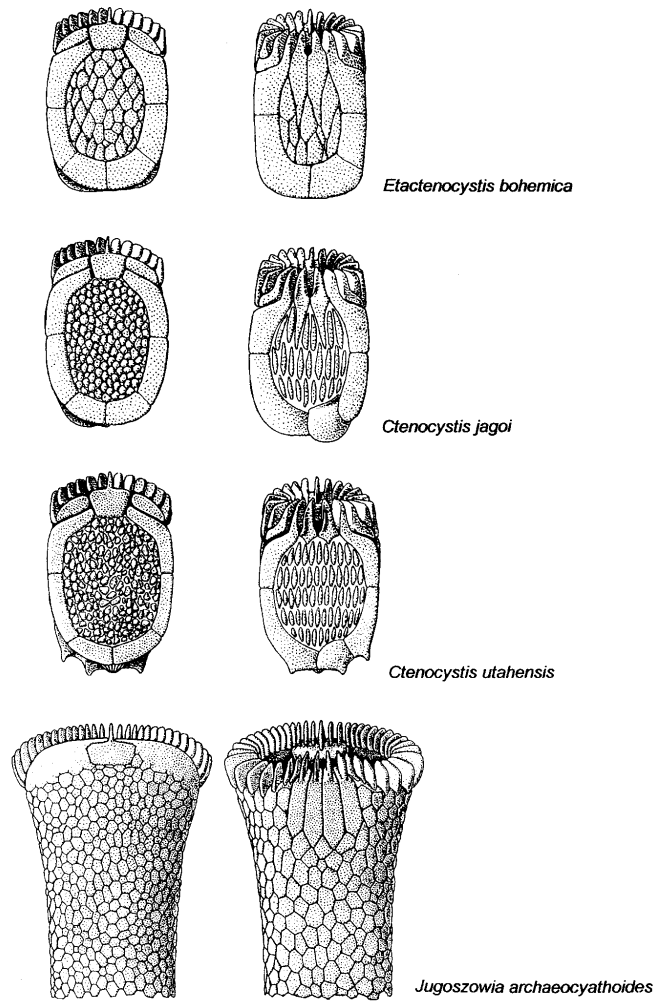 Etactenocystis bohemica
Ctenocystis jagoi
Ctenocystis utahensis
Jugoszowia archaeocyathoides